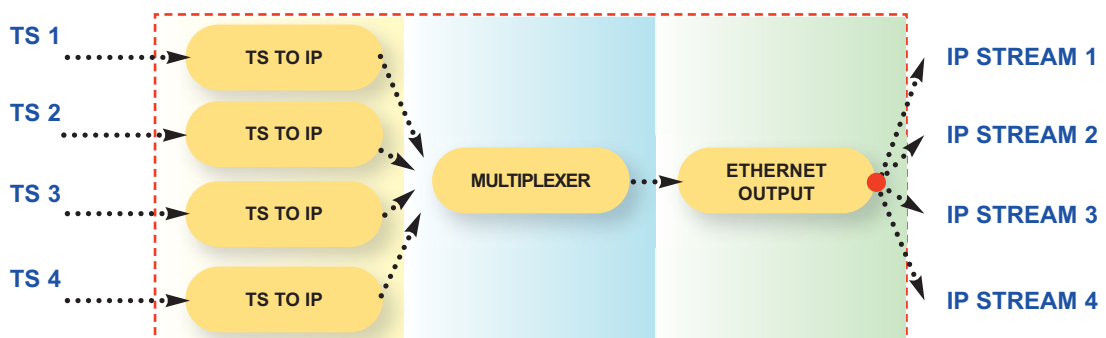 TS 1
TS TO IP
IP STREAM 1
TS 2
TS TO IP
IP STREAM 2
MULTIPLEXER
ETHERNET
OUTPUT
TS 3
TS TO IP
IP STREAM 3
TS 4
TS TO IP
IP STREAM 4